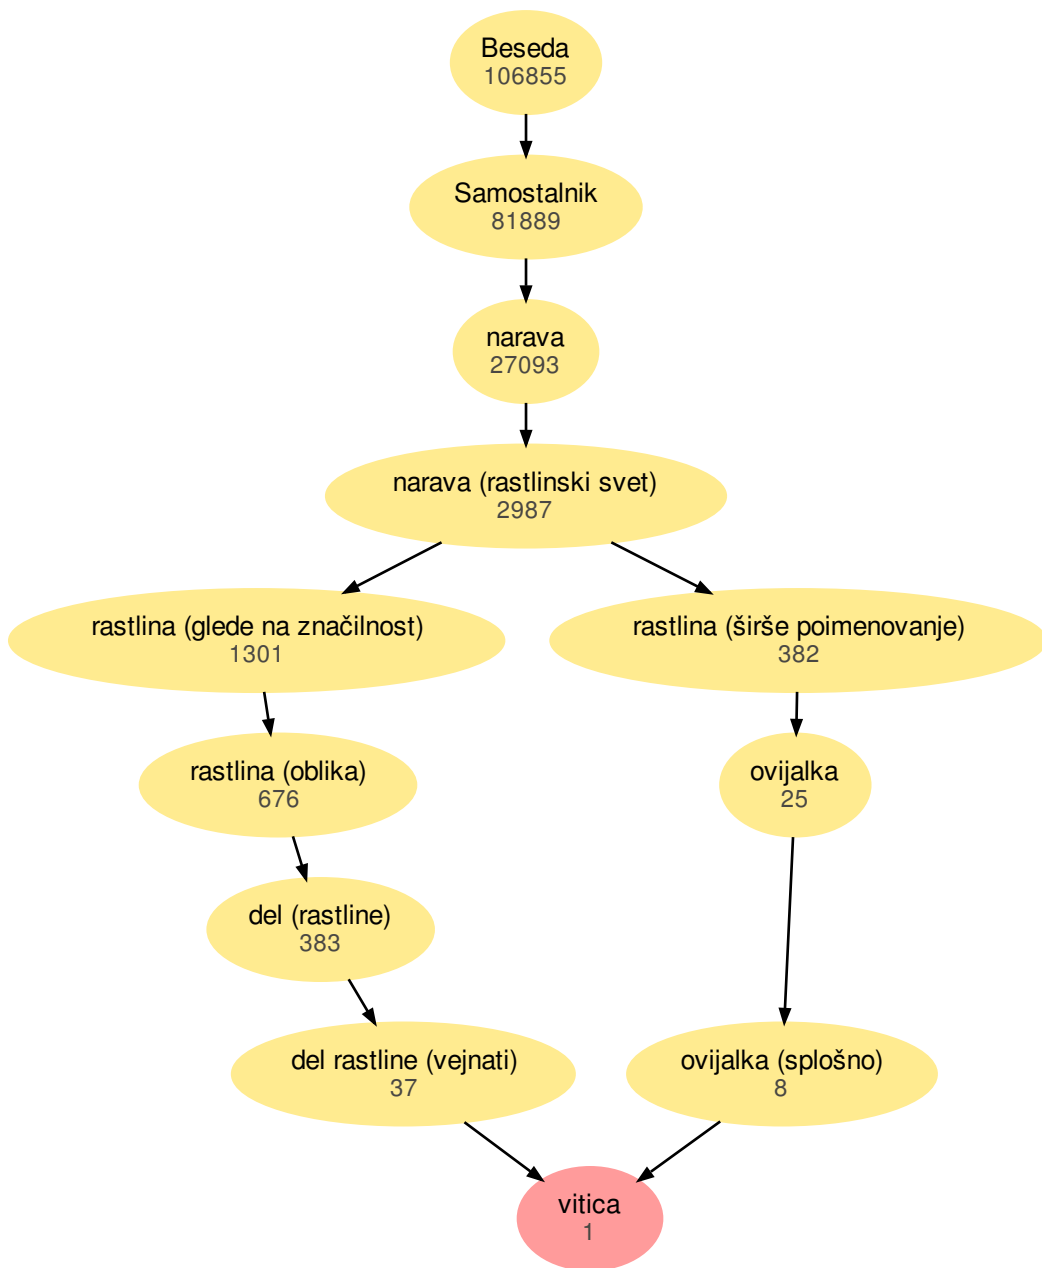 Beseda
106855
Samostalnik
81889
narava
27093
narava (rastlinski svet)
2987
rastlina (glede na značilnost)
1301
rastlina (širše poimenovanje)
382
rastlina (oblika)
676
ovijalka
25
del (rastline)
383
del rastline (vejnati)
37
ovijalka (splošno)
8
vitica
1